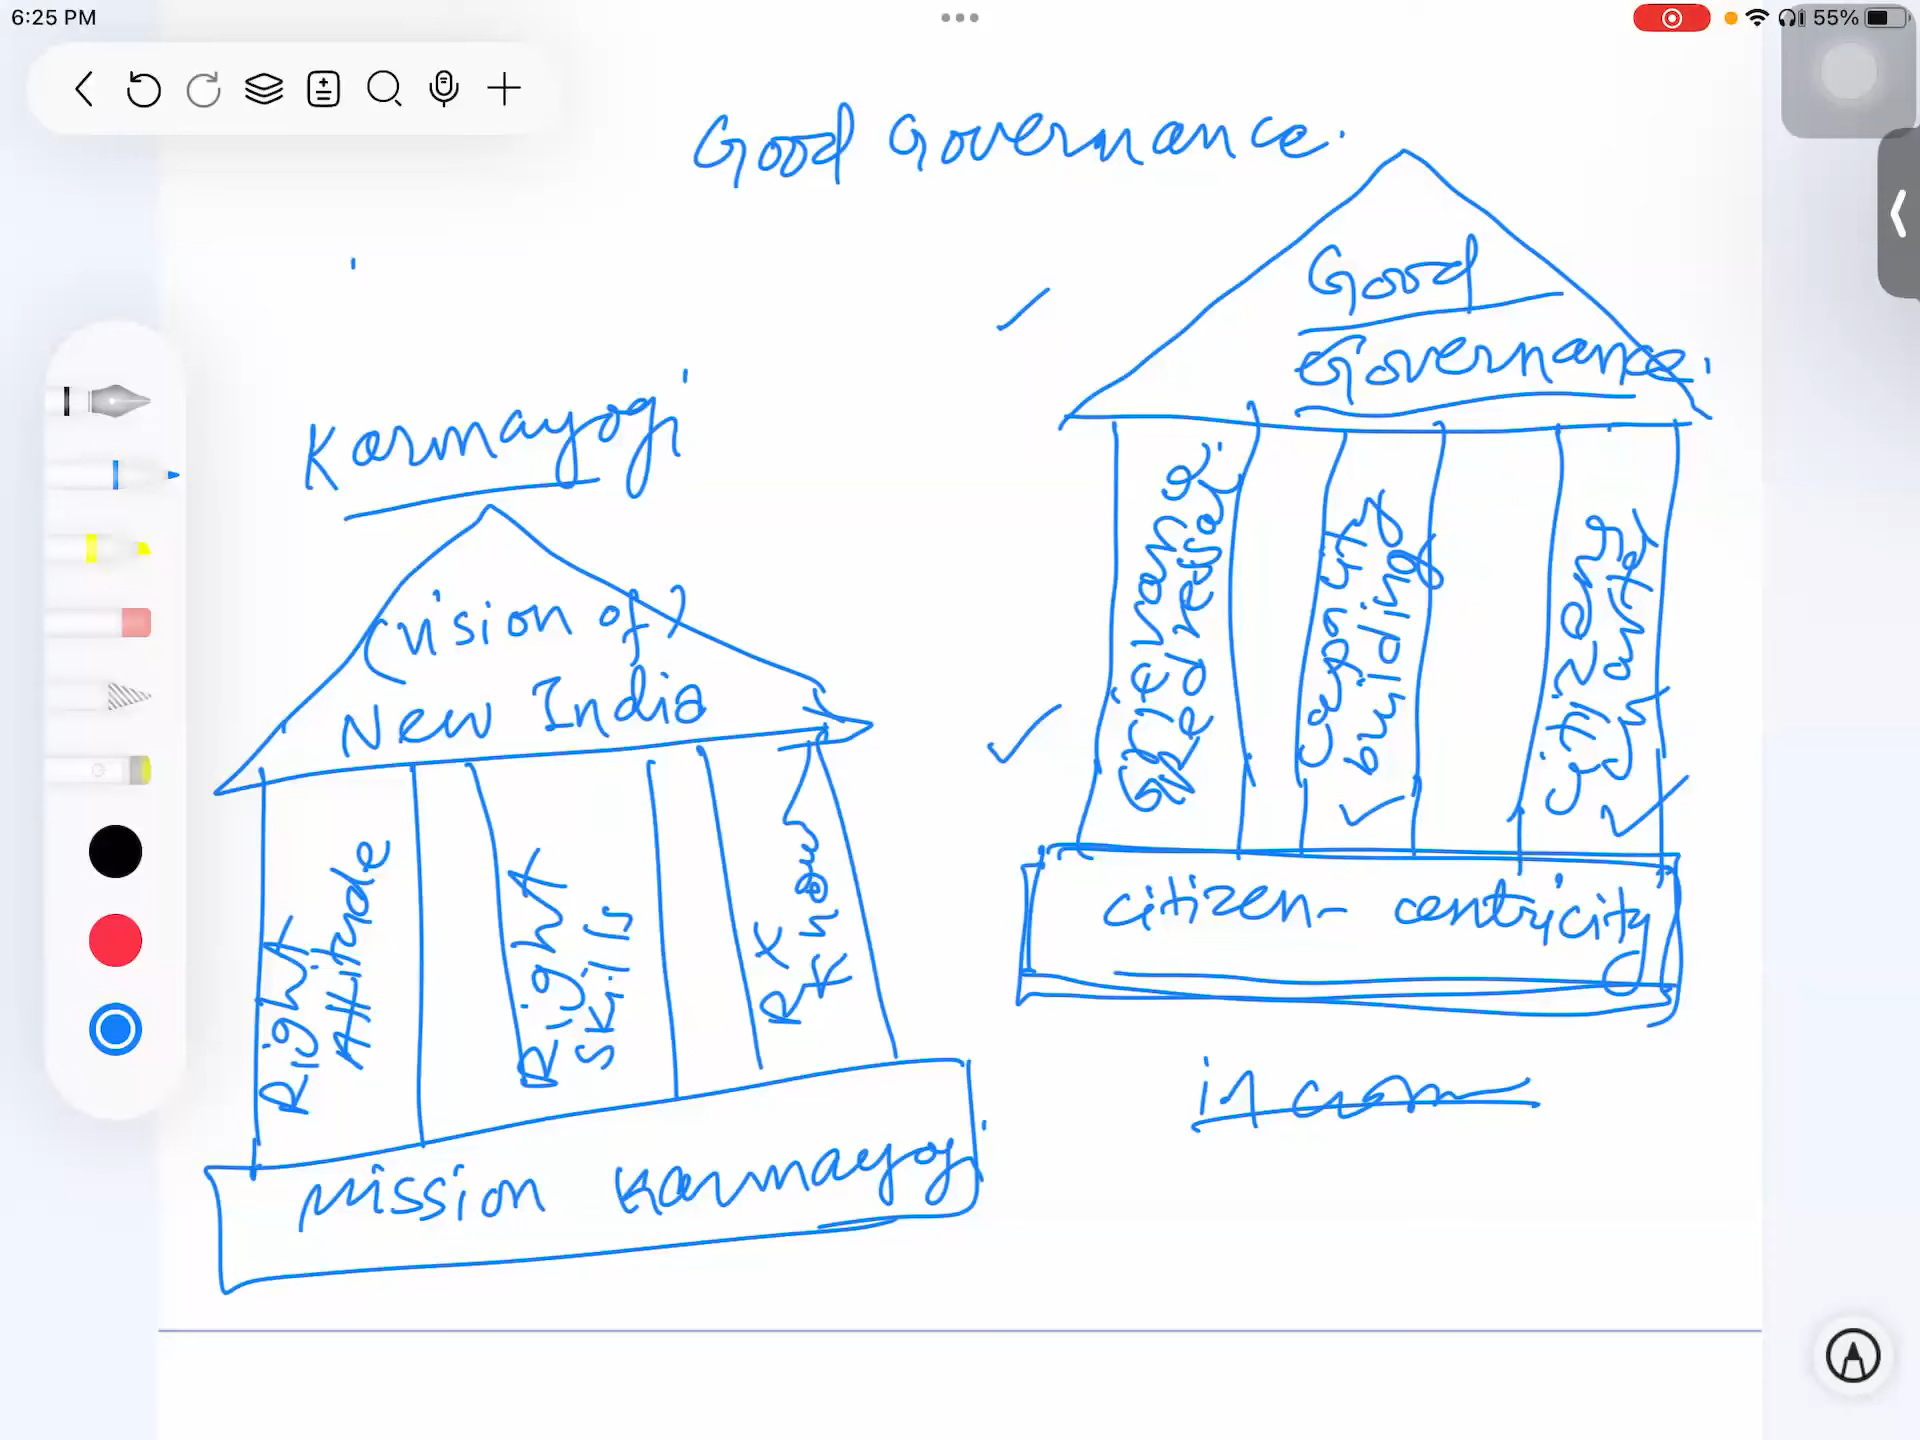 6:25 PM
55%
Good Governance.
Good
Governance.
Karmayogi
(vision of)
New India
Grievance
Redressal
capacity
building
citizens
charter
Right
Attitude
Right
Skills
Know
citizen-centricity
Mission Karmayogi